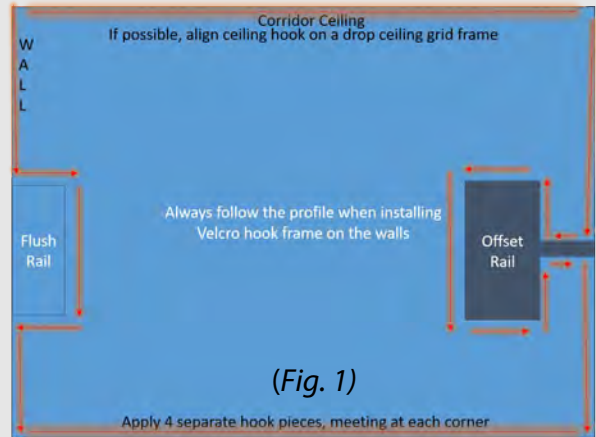 Corridor Ceiling
If possible, align ceiling hook on a drop ceiling grid frame
WALL
Always follow the profile when installing
Velcro hook frame on the walls
Flush
Rail
Offset
Rail
(Fig. 1)
Apply 4 separate hook pieces, meeting at each corner